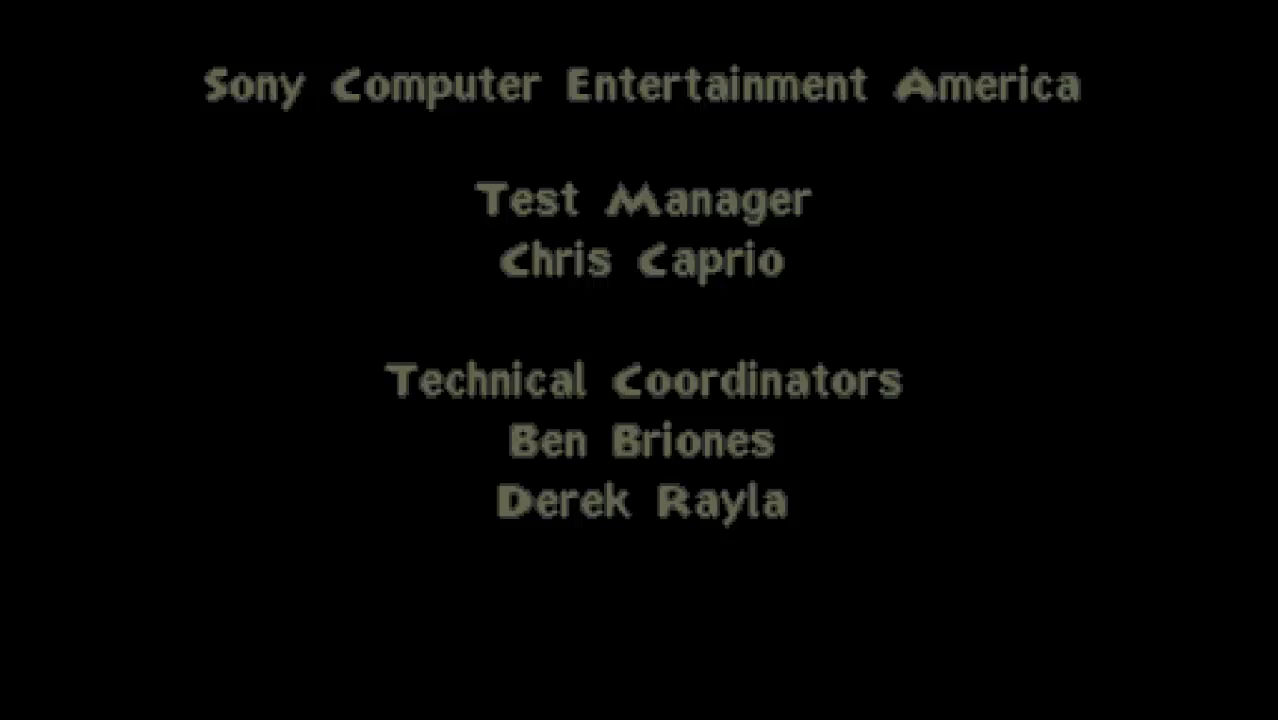 Sony Computer Entertainment America
Test Manager
Chris Caprio
Technical Coordinators
Ben Briones
Derek Rayla